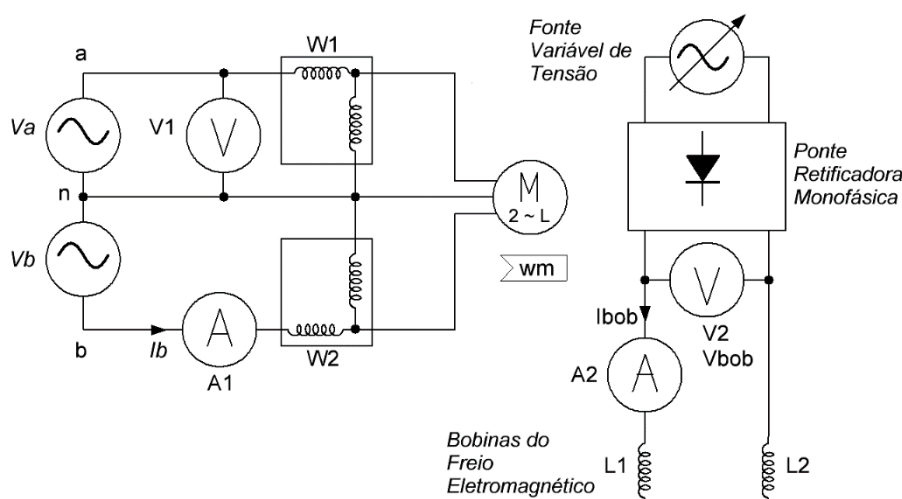 W1
a
Va
V1
V
n
M
2 ~ L
Vb
wm
A
b
Ib
A1
W2
Fonte
Variável de
Tensão
Ponte
Retificadora
Monofásica
V
Ibob
V2
Vbob
A2
A
Bobinas do
Freio
Eletromagnético
L1
L2